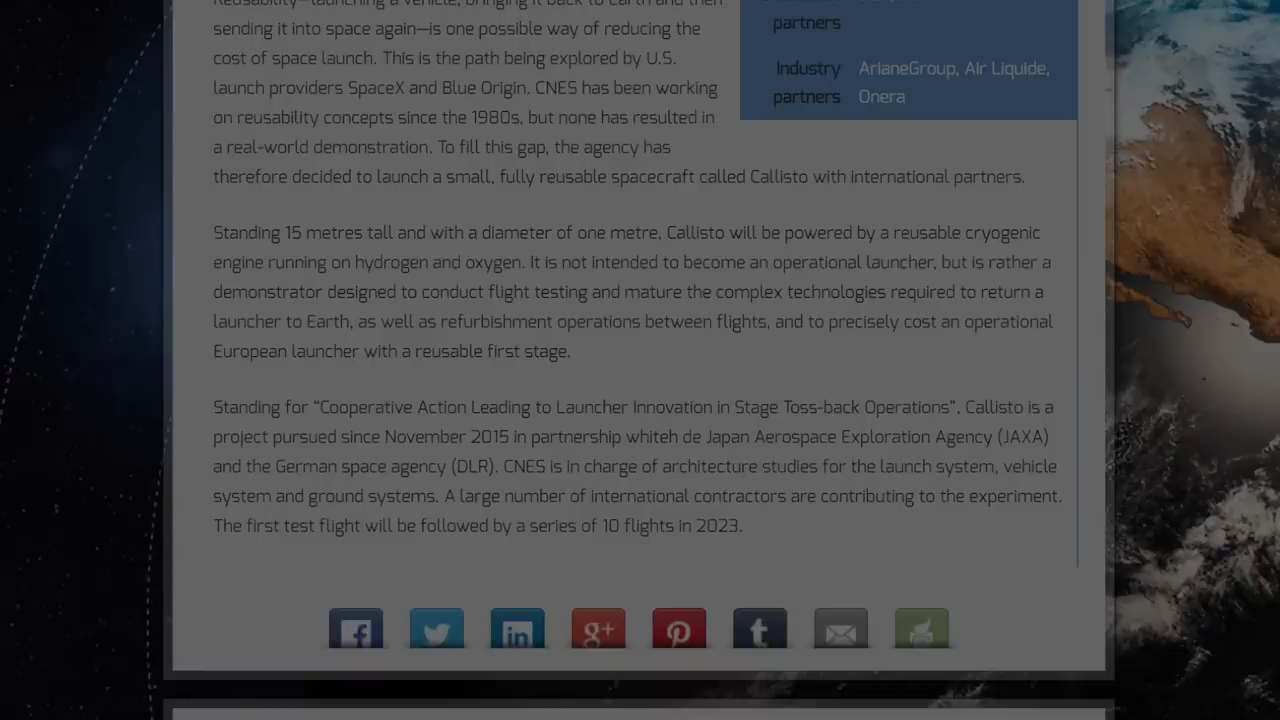 Reusability—launching a vehicle, bringing it back to Earth and then
sending it into space again—is one possible way of reducing the
cost of space launch. This is the path being explored by U.S.
launch providers SpaceX and Blue Origin. CNES has been working
on reusability concepts since the 1980s, but none has resulted in
a real-world demonstration. To fill this gap, the agency has
therefore decided to launch a small, fully reusable spacecraft called Callisto with international partners.
partners
Industry ArianeGroup, Air Liquide,
partners Onera
Standing 15 metres tall and with a diameter of one metre, Callisto will be powered by a reusable cryogenic
engine running on hydrogen and oxygen. It is not intended to become an operational launcher, but is rather a
demonstrator designed to conduct flight testing and mature the complex technologies required to return a
launcher to Earth, as well as refurbishment operations between flights, and to precisely cost an operational
European launcher with a reusable first stage.
Standing for “Cooperative Action Leading to Launcher Innovation in Stage Toss-back Operations”, Callisto is a
project pursued since November 2015 in partnership whiteh de Japan Aerospace Exploration Agency (JAXA)
and the German space agency (DLR). CNES is in charge of architecture studies for the launch system, vehicle
system and ground systems. A large number of international contractors are contributing to the experiment.
The first test flight will be followed by a series of 10 flights in 2023.
f in g+ t